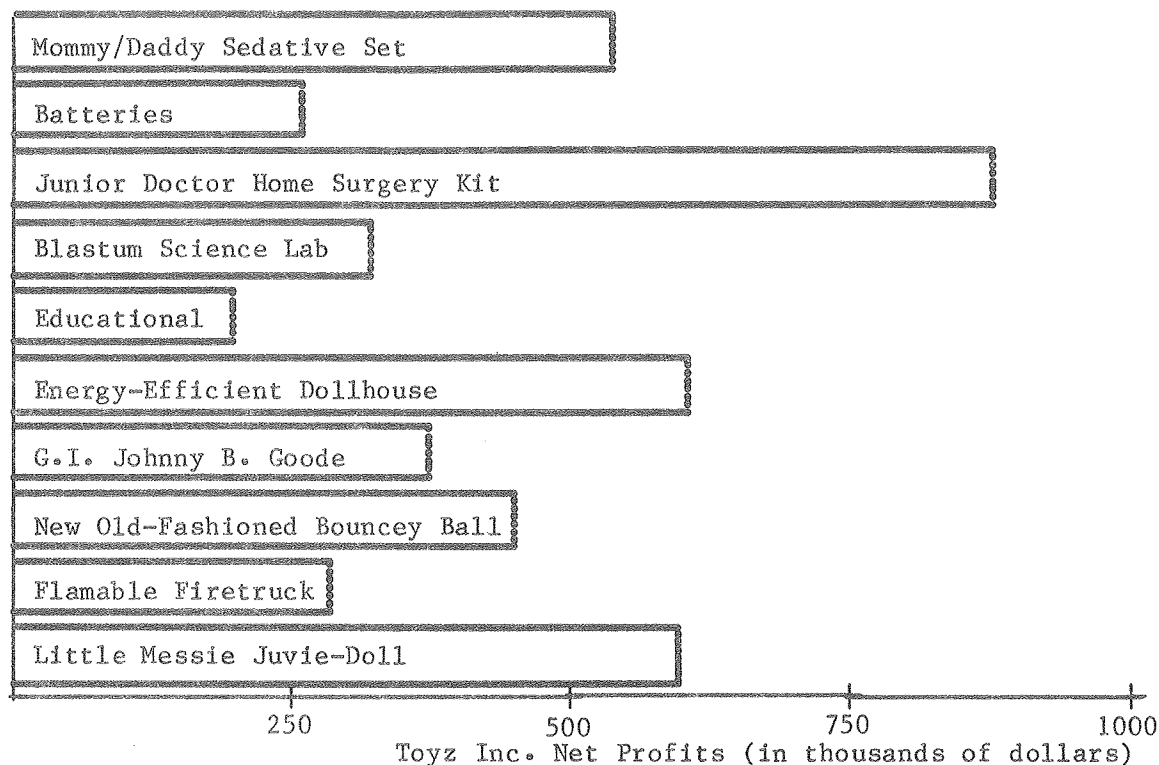 Mommy/Daddy Sedative Set
Batteries
Junior Doctor Home Surgery Kit
Blastum Science Lab
Educational
Energy-Efficient Dollhouse
G.I. Johnny B. Goode
New Old-Fashioned Bouncey Ball
Flamable Firetruck
Little Messie Juvie-Doll
250 500 750 1000
Toyz Inc. Net Profits (in thousands of dollars)